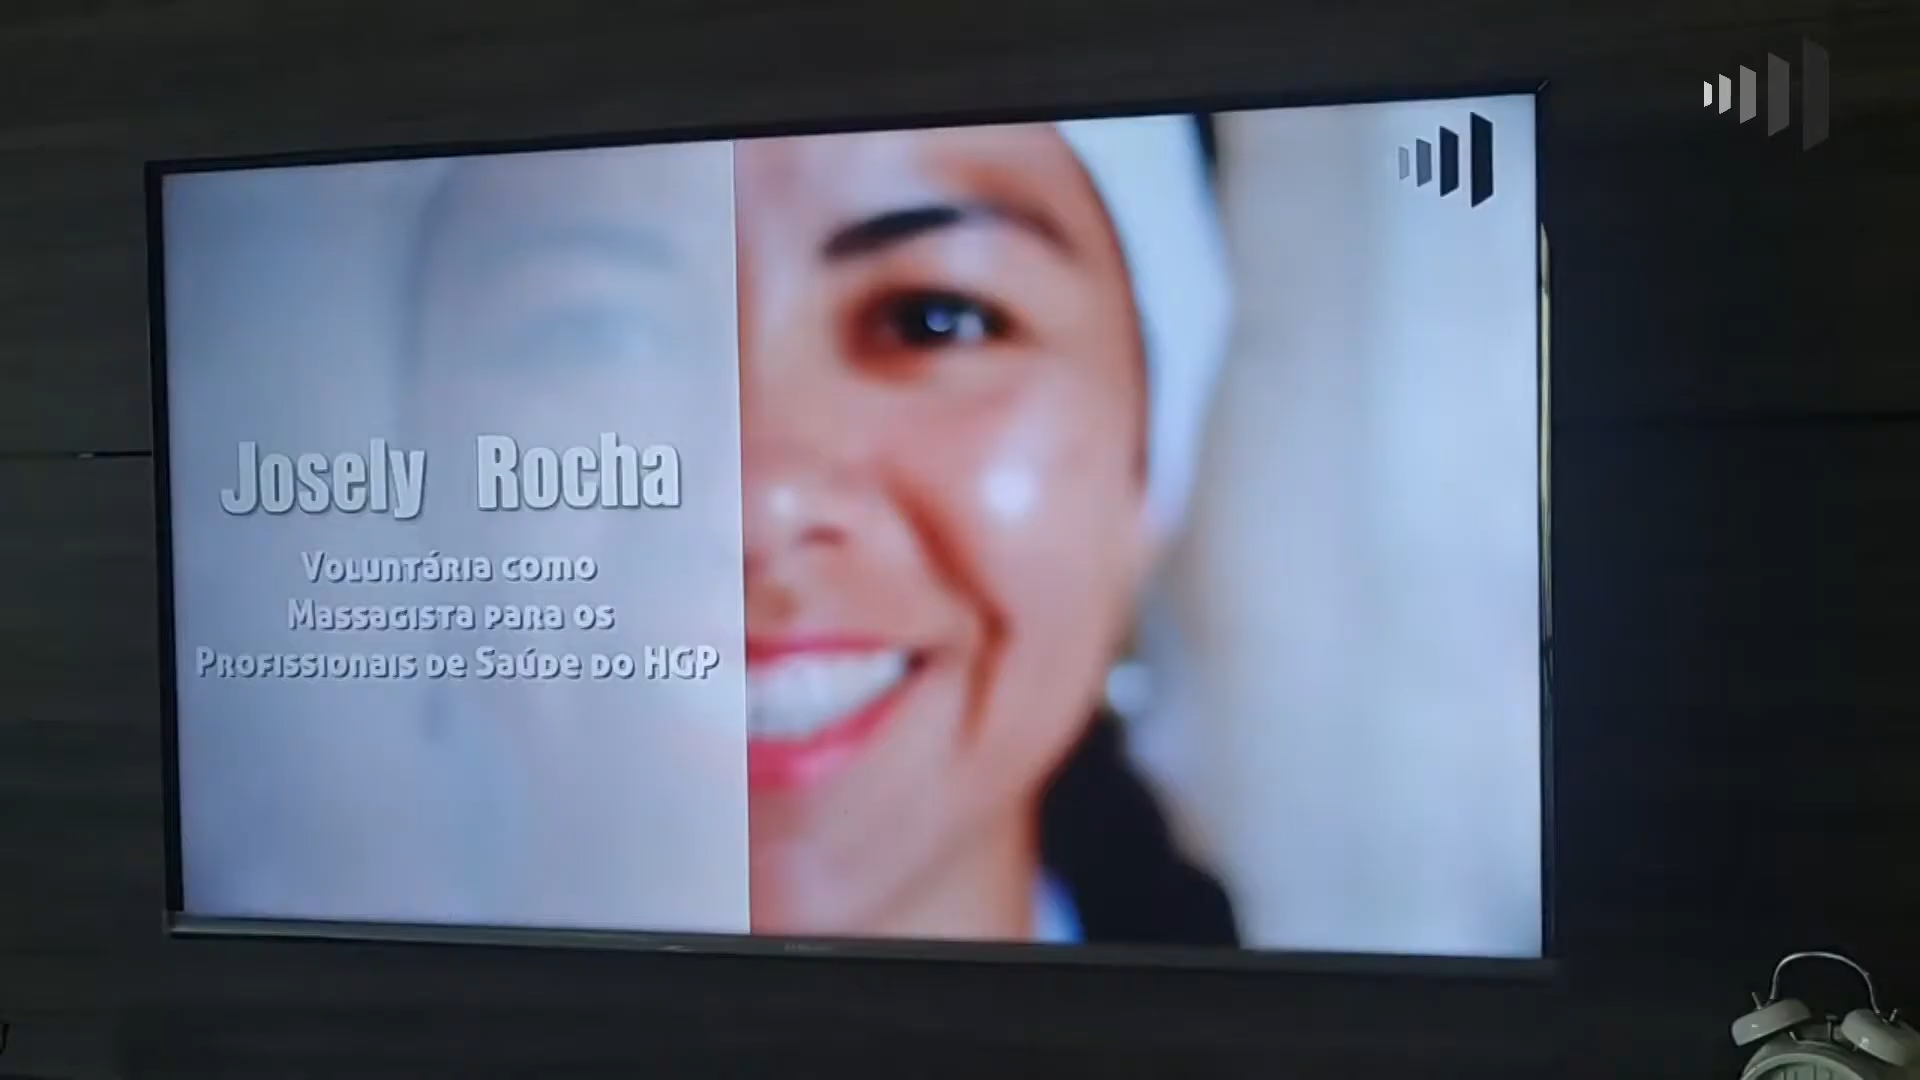 Josely Rocha
Voluntária como
Massagista para os
Profissionais de Saúde do HGP